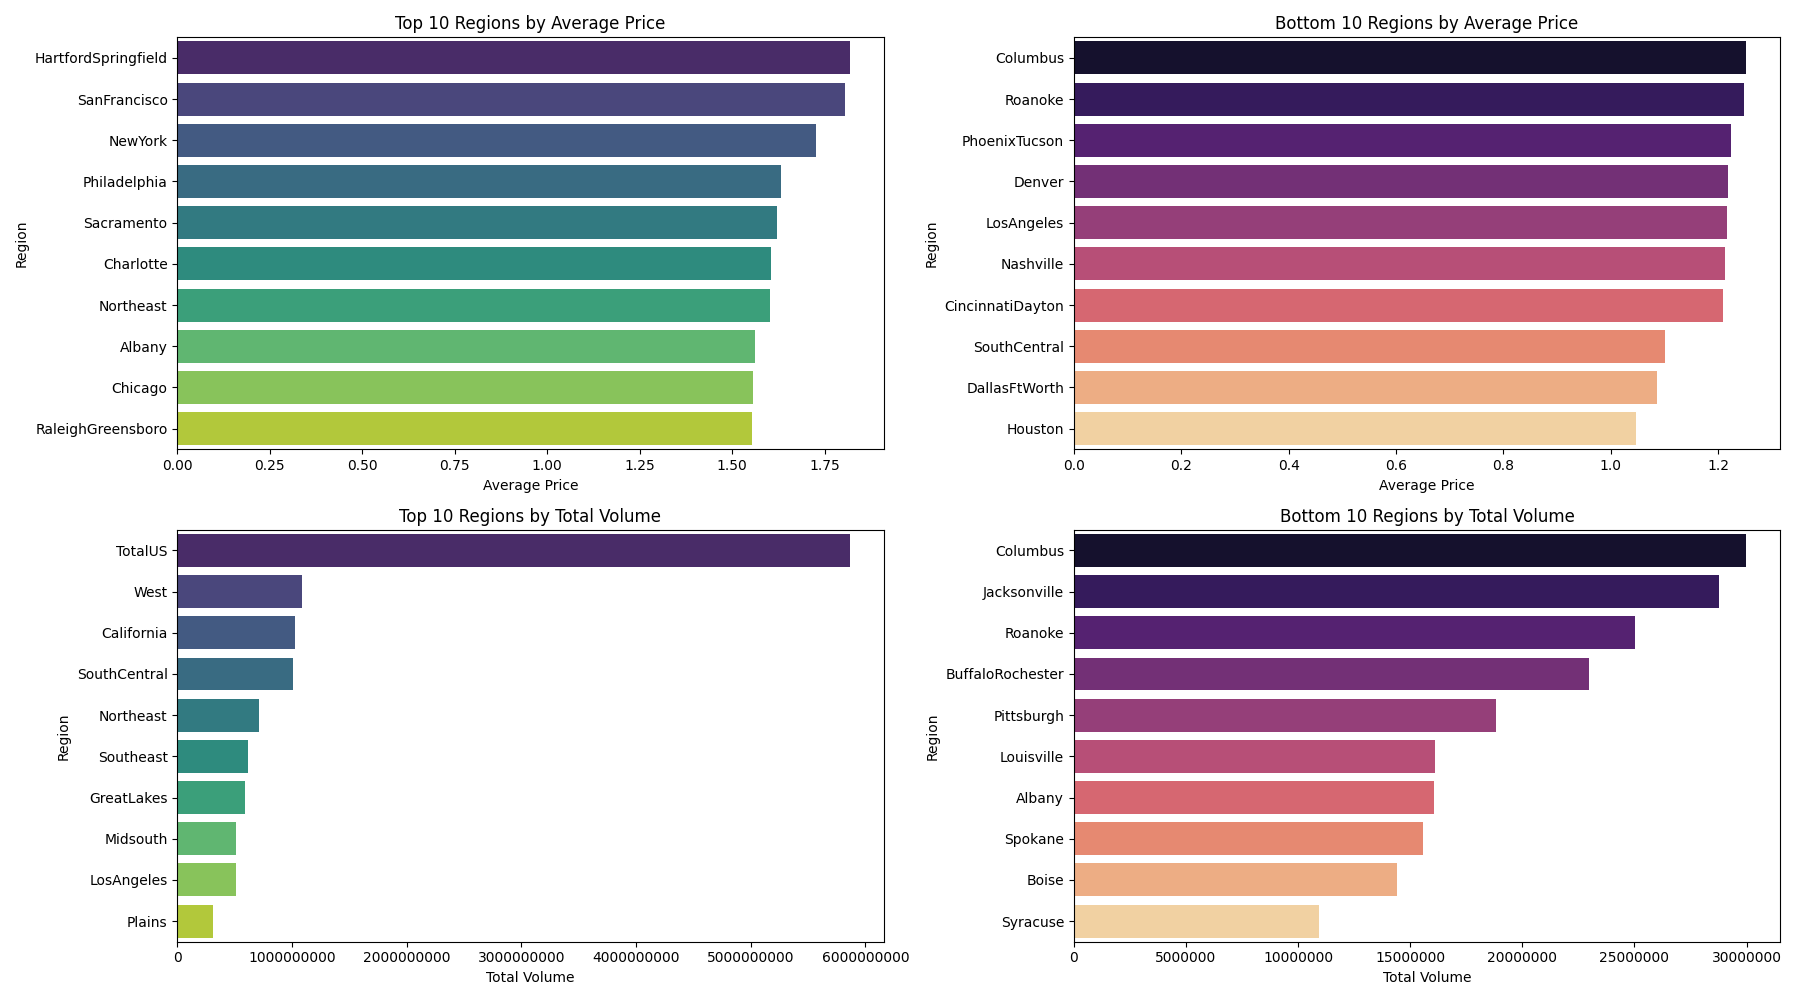 Top 10 Regions by Average Price
Region
HartfordSpringfield
SanFrancisco
NewYork
Philadelphia
Sacramento
Charlotte
Northeast
Albany
Chicago
RaleighGreensboro
0.00 0.25 0.50 0.75 1.00 1.25 1.50 1.75
Average Price
Bottom 10 Regions by Average Price
Region
Columbus
Roanoke
PhoenixTucson
Denver
LosAngeles
Nashville
CincinnatiDayton
SouthCentral
DallasFtWorth
Houston
0.0 0.2 0.4 0.6 0.8 1.0 1.2
Average Price
Top 10 Regions by Total Volume
Region
TotalUS
West
California
SouthCentral
Northeast
Southeast
GreatLakes
Midsouth
LosAngeles
Plains
0 1000000000 2000000000 3000000000 4000000000 5000000000 6000000000
Total Volume
Bottom 10 Regions by Total Volume
Region
Columbus
Jacksonville
Roanoke
BuffaloRochester
Pittsburgh
Louisville
Albany
Spokane
Boise
Syracuse
0 5000000 10000000 15000000 20000000 25000000 30000000
Total Volume